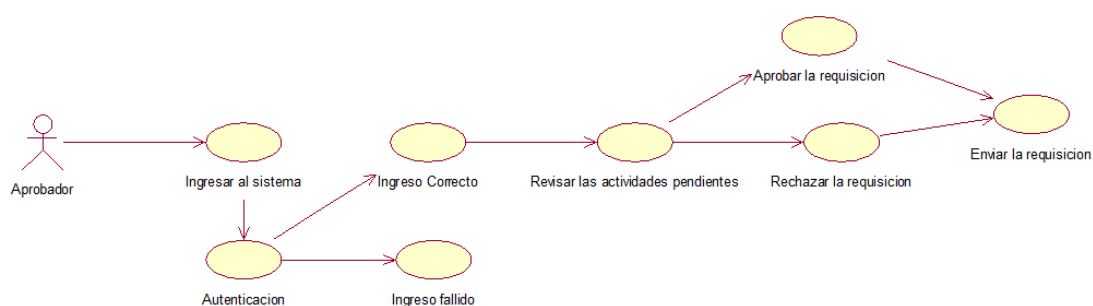 Aprobar la requisicion
Enviar la requisicion
Aprobador
Ingresar al sistema
Ingreso Correcto
Revisar las actividades pendientes
Rechazar la requisicion
Autenticacion
Ingreso fallido